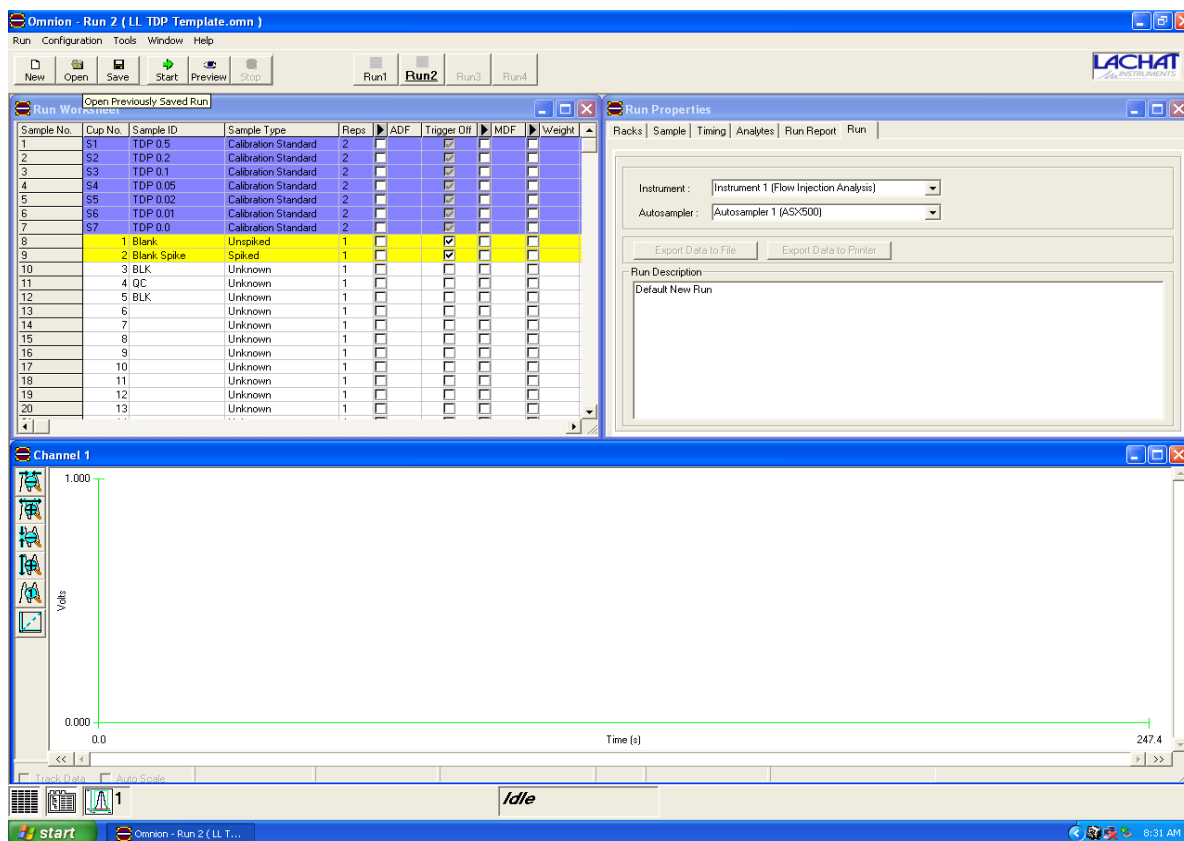 Omnion - Run 2 ( LL TDP Template.omn )
Run Configuration Tools Window Help
New Open Save Start Preview Stop Run1 Run2 Run3 Run4
LACHAT
INSTRUMENTS
Open Previously Saved Run
Run Worksheet
Sample No. Cup No. Sample ID Sample Type Reps ADF Trigger Off MDF Weight
1 S1 TDP 0.5 Calibration Standard 2
2 S2 TDP 0.2 Calibration Standard 2
3 S3 TDP 0.1 Calibration Standard 2
4 S4 TDP 0.05 Calibration Standard 2
5 S5 TDP 0.02 Calibration Standard 2
6 S6 TDP 0.01 Calibration Standard 2
7 S7 TDP 0.0 Calibration Standard 2
8 1 Blank Unspiked 1
9 2 Blank Spike Spiked 1
10 3 BLK Unknown 1
11 4 QC Unknown 1
12 5 BLK Unknown 1
13 6 Unknown 1
14 7 Unknown 1
15 8 Unknown 1
16 9 Unknown 1
17 10 Unknown 1
18 11 Unknown 1
19 12 Unknown 1
20 13 Unknown 1
Run Properties
Racks Sample Timing Analytes Run Report Run
Instrument : Instrument 1 (Flow Injection Analysis)
Autosampler : Autosampler 1 (ASX500)
Export Data to File Export Data to Printer
Run Description
Default New Run
Channel 1
1.000
Volts
0.000
0.0 Time (s) 247.4
<< >>
Track Data Auto Scale
1 Idle
start Omnion - Run 2 ( LL T... 8:31 AM